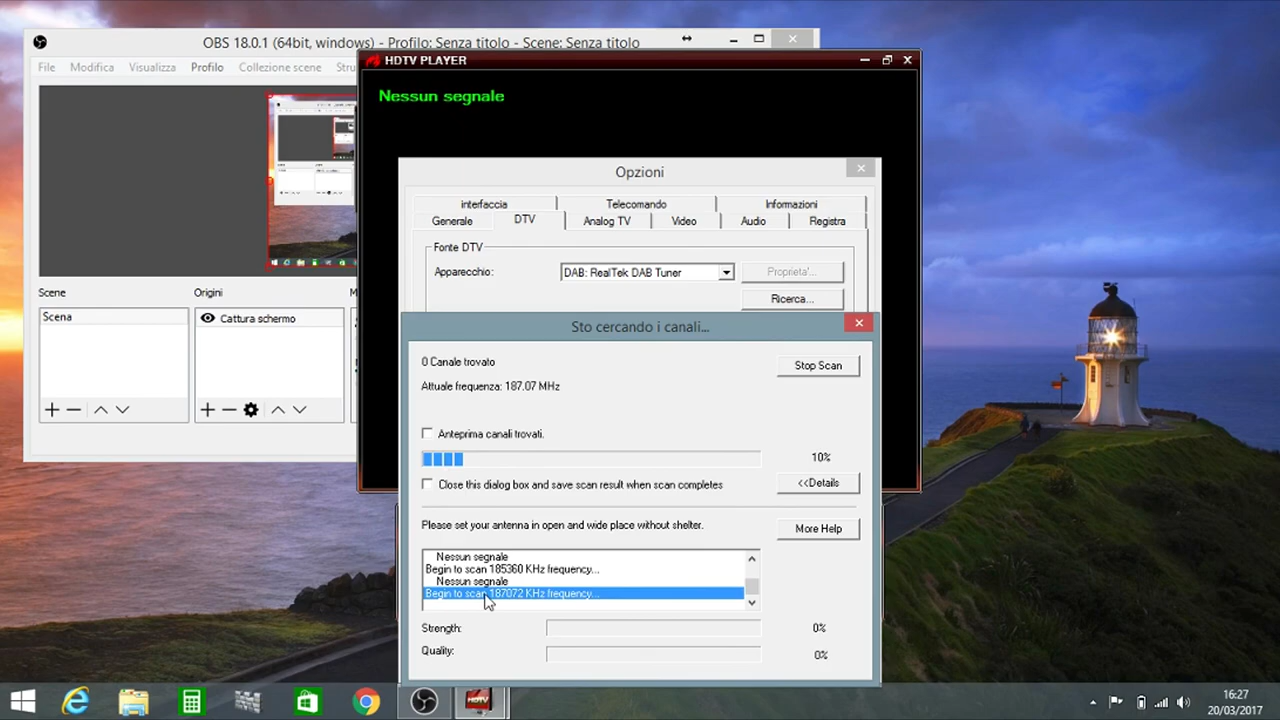 OBS 18.0.1 (64bit, windows) - Profilo: Senza titolo - Scene: Senza titolo
File Modifica Visualizza Profilo Collezione scene
HDTV PLAYER
Nessun segnale
Opzioni
interfaccia Telecomando Informazioni
Generale DTV Analog TV Video Audio Registra
Fonte DTV
Apparecchio: DAB: RealTek DAB Tuner Proprieta'...
Ricerca...
Scene Origini
Scena
Cattura schermo
Sto cercando i canali...
0 Canale trovato
Stop Scan
Attuale frequenza: 187.07 MHz
Anteprima canali trovati.
10%
Close this dialog box and save scan result when scan completes
<<Details
Please set your antenna in open and wide place without shelter.
More Help
Nessun segnale
Begin to scan 185360 KHz frequency...
Nessun segnale
Begin to scan 187072 KHz frequency...
Strength: 0%
Quality: 0%
HDTV
16:27
20/03/2017